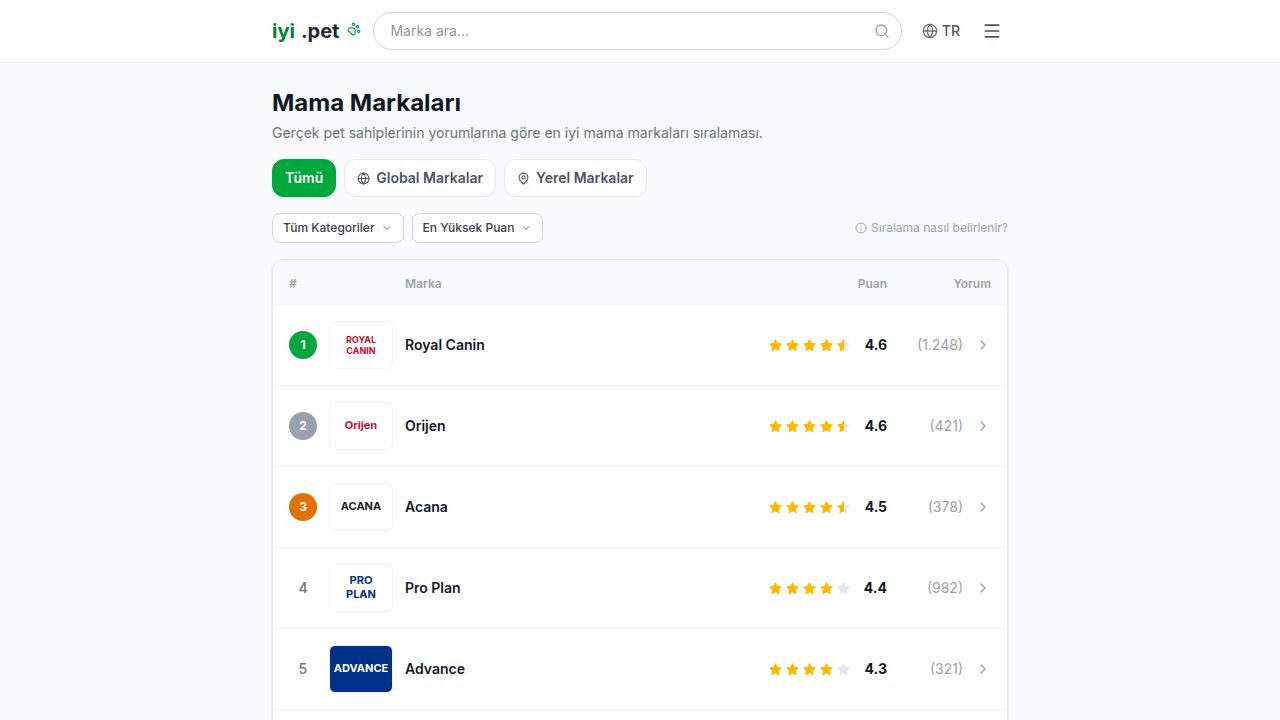 iyi .pet
Marka ara...
TR
Mama Markaları
Gerçek pet sahiplerinin yorumlarına göre en iyi mama markaları sıralaması.
Tümü
Global Markalar
Yerel Markalar
Tüm Kategoriler
En Yüksek Puan
Sıralama nasıl belirlenir?
# Marka Puan Yorum
1 ROYAL
CANIN
Royal Canin 4.6 (1.248)
2 Orijen Orijen 4.6 (421)
3 ACANA Acana 4.5 (378)
4 PRO
PLAN
Pro Plan 4.4 (982)
5 ADVANCE Advance 4.3 (321)